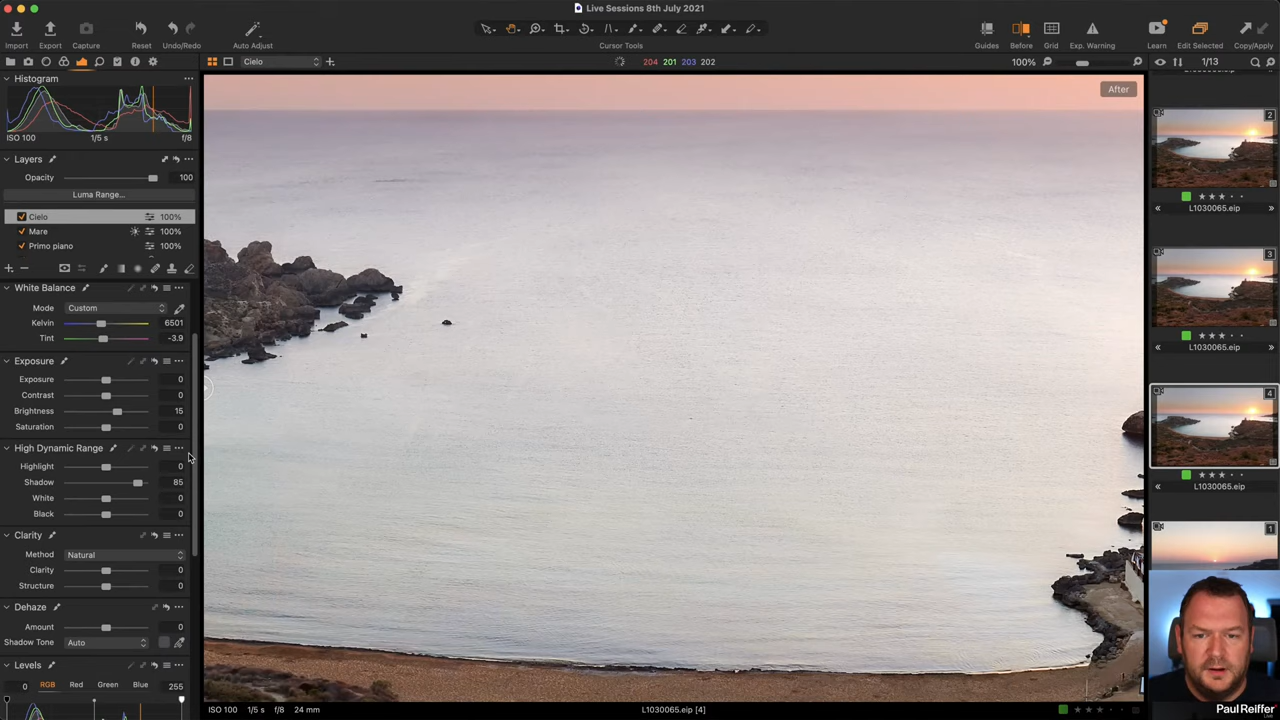 Live Sessions 8th July 2021
Import
Export
Capture
Reset
Undo/Redo
Auto Adjust
Cursor Tools
Guides
Before
Grid
Exp. Warning
Learn
Edit Selected
Copy/Apply
Cielo
204 201 203 202
100%
1/13
Histogram
ISO 100
1/5 s
f/8
Layers
Opacity 100
Luma Range...
Cielo 100%
Mare 100%
Primo piano 100%
White Balance
Mode Custom
Kelvin 6501
Tint -3.9
Exposure
Exposure 0
Contrast 0
Brightness 15
Saturation 0
High Dynamic Range
Highlight 0
Shadow 85
White 0
Black 0
Clarity
Method Natural
Clarity 0
Structure 0
Dehaze
Amount 0
Shadow Tone Auto
Levels
0 RGB Red Green Blue 255
After
2
L1030065.eip
3
L1030065.eip
4
L1030065.eip
1
ISO 100 1/5 s f/8 24 mm
L1030065.eip [4]
Paul Reiffer
Live